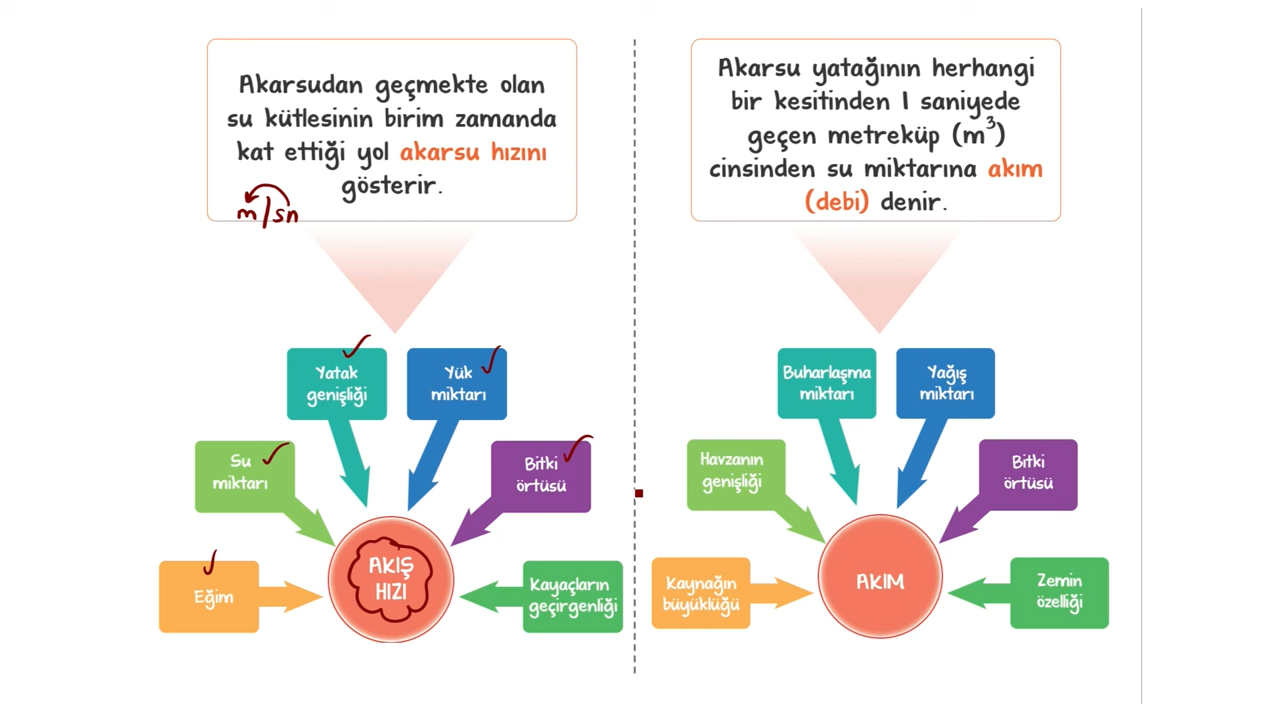 Akarsudan geçmekte olan
su kütlesinin birim zamanda
kat ettiği yol akarsu hızını
gösterir.
m/sn
Yatak
genişliği
Yük
miktarı
Su
miktarı
Bitki
örtüsü
Eğim
AKIŞ
HIZI
Kayaçların
geçirgenliği
Akarsu yatağının herhangi
bir kesitinden 1 saniyede
geçen metreküp (m³)
cinsinden su miktarına akım
(debi) denir.
Buharlaşma
miktarı
Yağış
miktarı
Havzanın
genişliği
Bitki
örtüsü
Kaynağın
büyüklüğü
AKIM
Zemin
özelliği